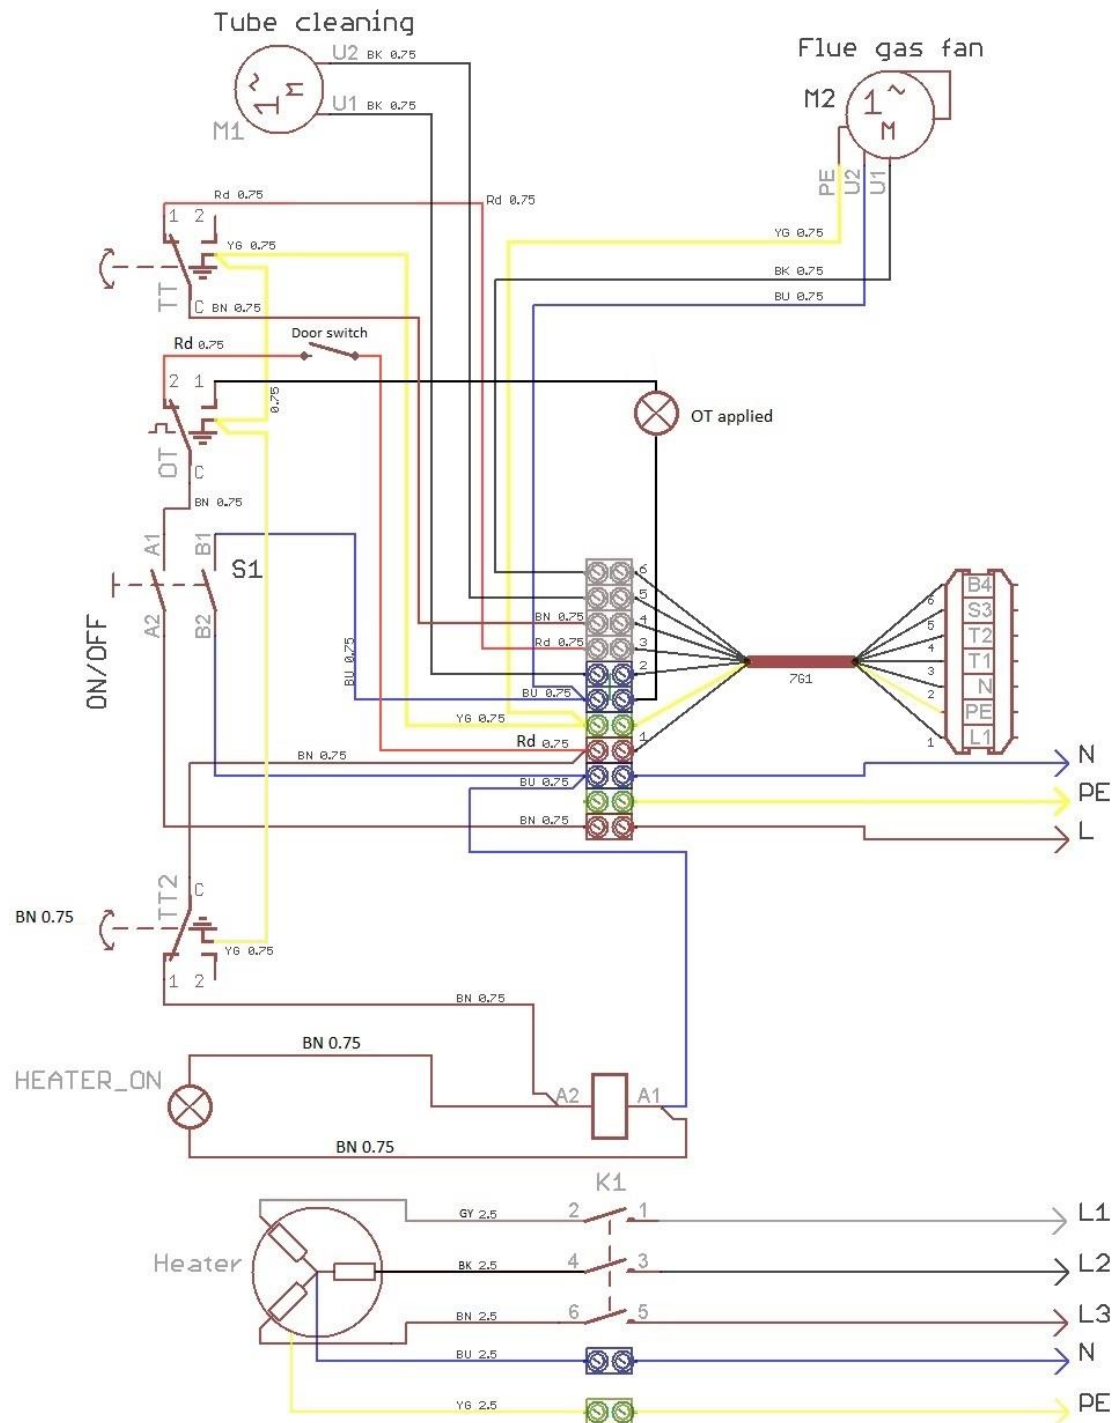 Tube cleaning
Flue gas fan
U2 BK 0.75
U1 BK 0.75
M1
1~
M
M2
1~
M
PE
U2
U1
Rd 0.75
Rd 0.75
1 2
YG 0.75
YG 0.75
TT
BK 0.75
C BN 0.75
BU 0.75
Door switch
Rd 0.75
2 1
0.75
OT applied
OT
C
BN 0.75
A1
B1
S1
ON/OFF
A2
B2
BU 0.75
6
5
BN 0.75 4
Rd 0.75 3
2
BU 0.75
YG 0.75
Rd 0.75 1
7G1
6
5
4
3
2
1
B4
S3
T2
T1
N
PE
L1
BN 0.75
BU 0.75
N
PE
BN 0.75
L
TT2
C
BN 0.75
YG 0.75
1 2
BN 0.75
BN 0.75
HEATER_ON
A2 A1
BN 0.75
K1
GY 2.5 2 1 L1
Heater
BK 2.5 4 3 L2
BN 2.5 6 5 L3
BU 2.5 N
YG 2.5 PE